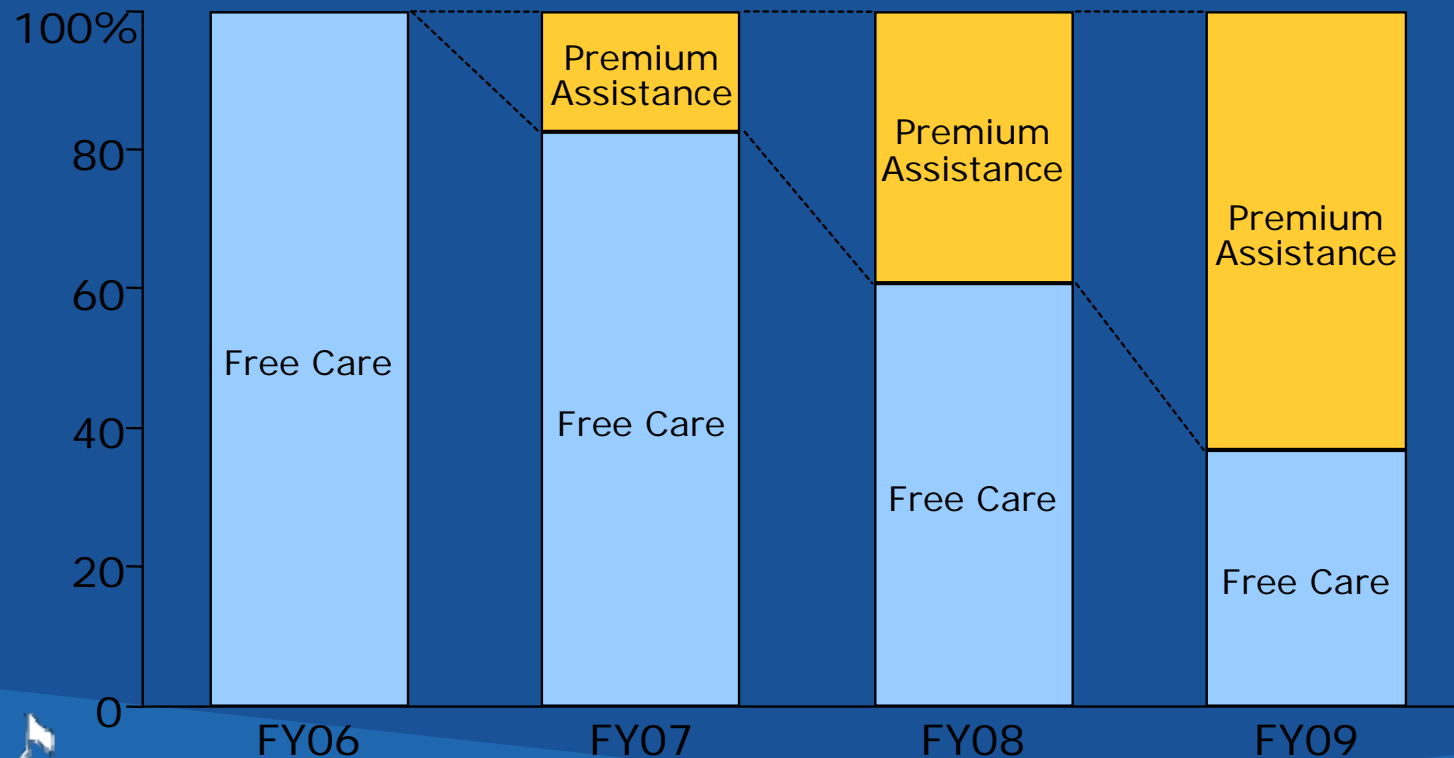 100%
80
60
40
20
0
Free Care
Premium
Assistance
Free Care
Premium
Assistance
Free Care
Premium
Assistance
Free Care
FY06
FY07
FY08
FY09